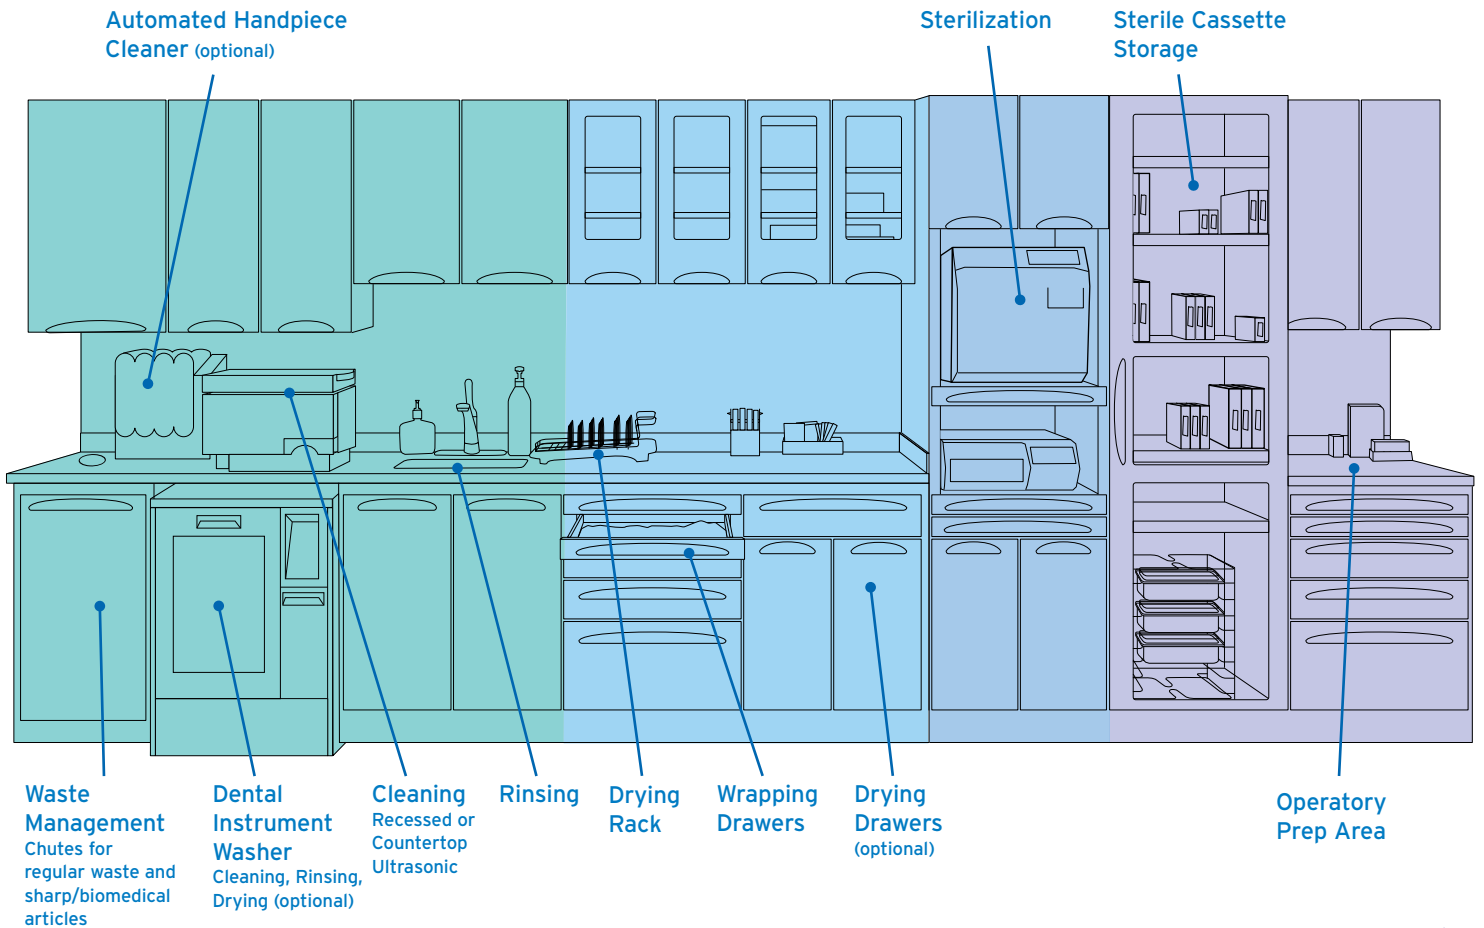 Automated Handpiece
Cleaner (optional)
Sterilization
Sterile Cassette
Storage
Waste
Management
Chutes for
regular waste and
sharp/biomedical
articles
Dental
Instrument
Washer
Cleaning, Rinsing,
Drying (optional)
Cleaning
Recessed or
Countertop
Ultrasonic
Rinsing
Drying
Rack
Wrapping
Drawers
Drying
Drawers
(optional)
Operatory
Prep Area